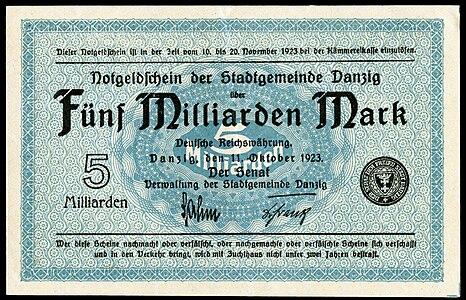 Dieser Notgeldschein ist in der Zeit vom 10. bis 20. November 1923 bei der Kämmereikasse einzulösen.
Notgeldschein der Stadtgemeinde Danzig
über
Fünf Milliarden Mark
Deutsche Reichswährung.
Danzig, den 11. Oktober 1923.
Der Senat
Verwaltung der Stadtgemeinde Danzig
5
Milliarden
5
Milliarden
Wer diese Scheine nachmacht oder verfälscht, oder nachgemachte oder verfälschte Scheine sich verschafft
und in den Verkehr bringt, wird mit Zuchthaus nicht unter zwei Jahren bestraft.